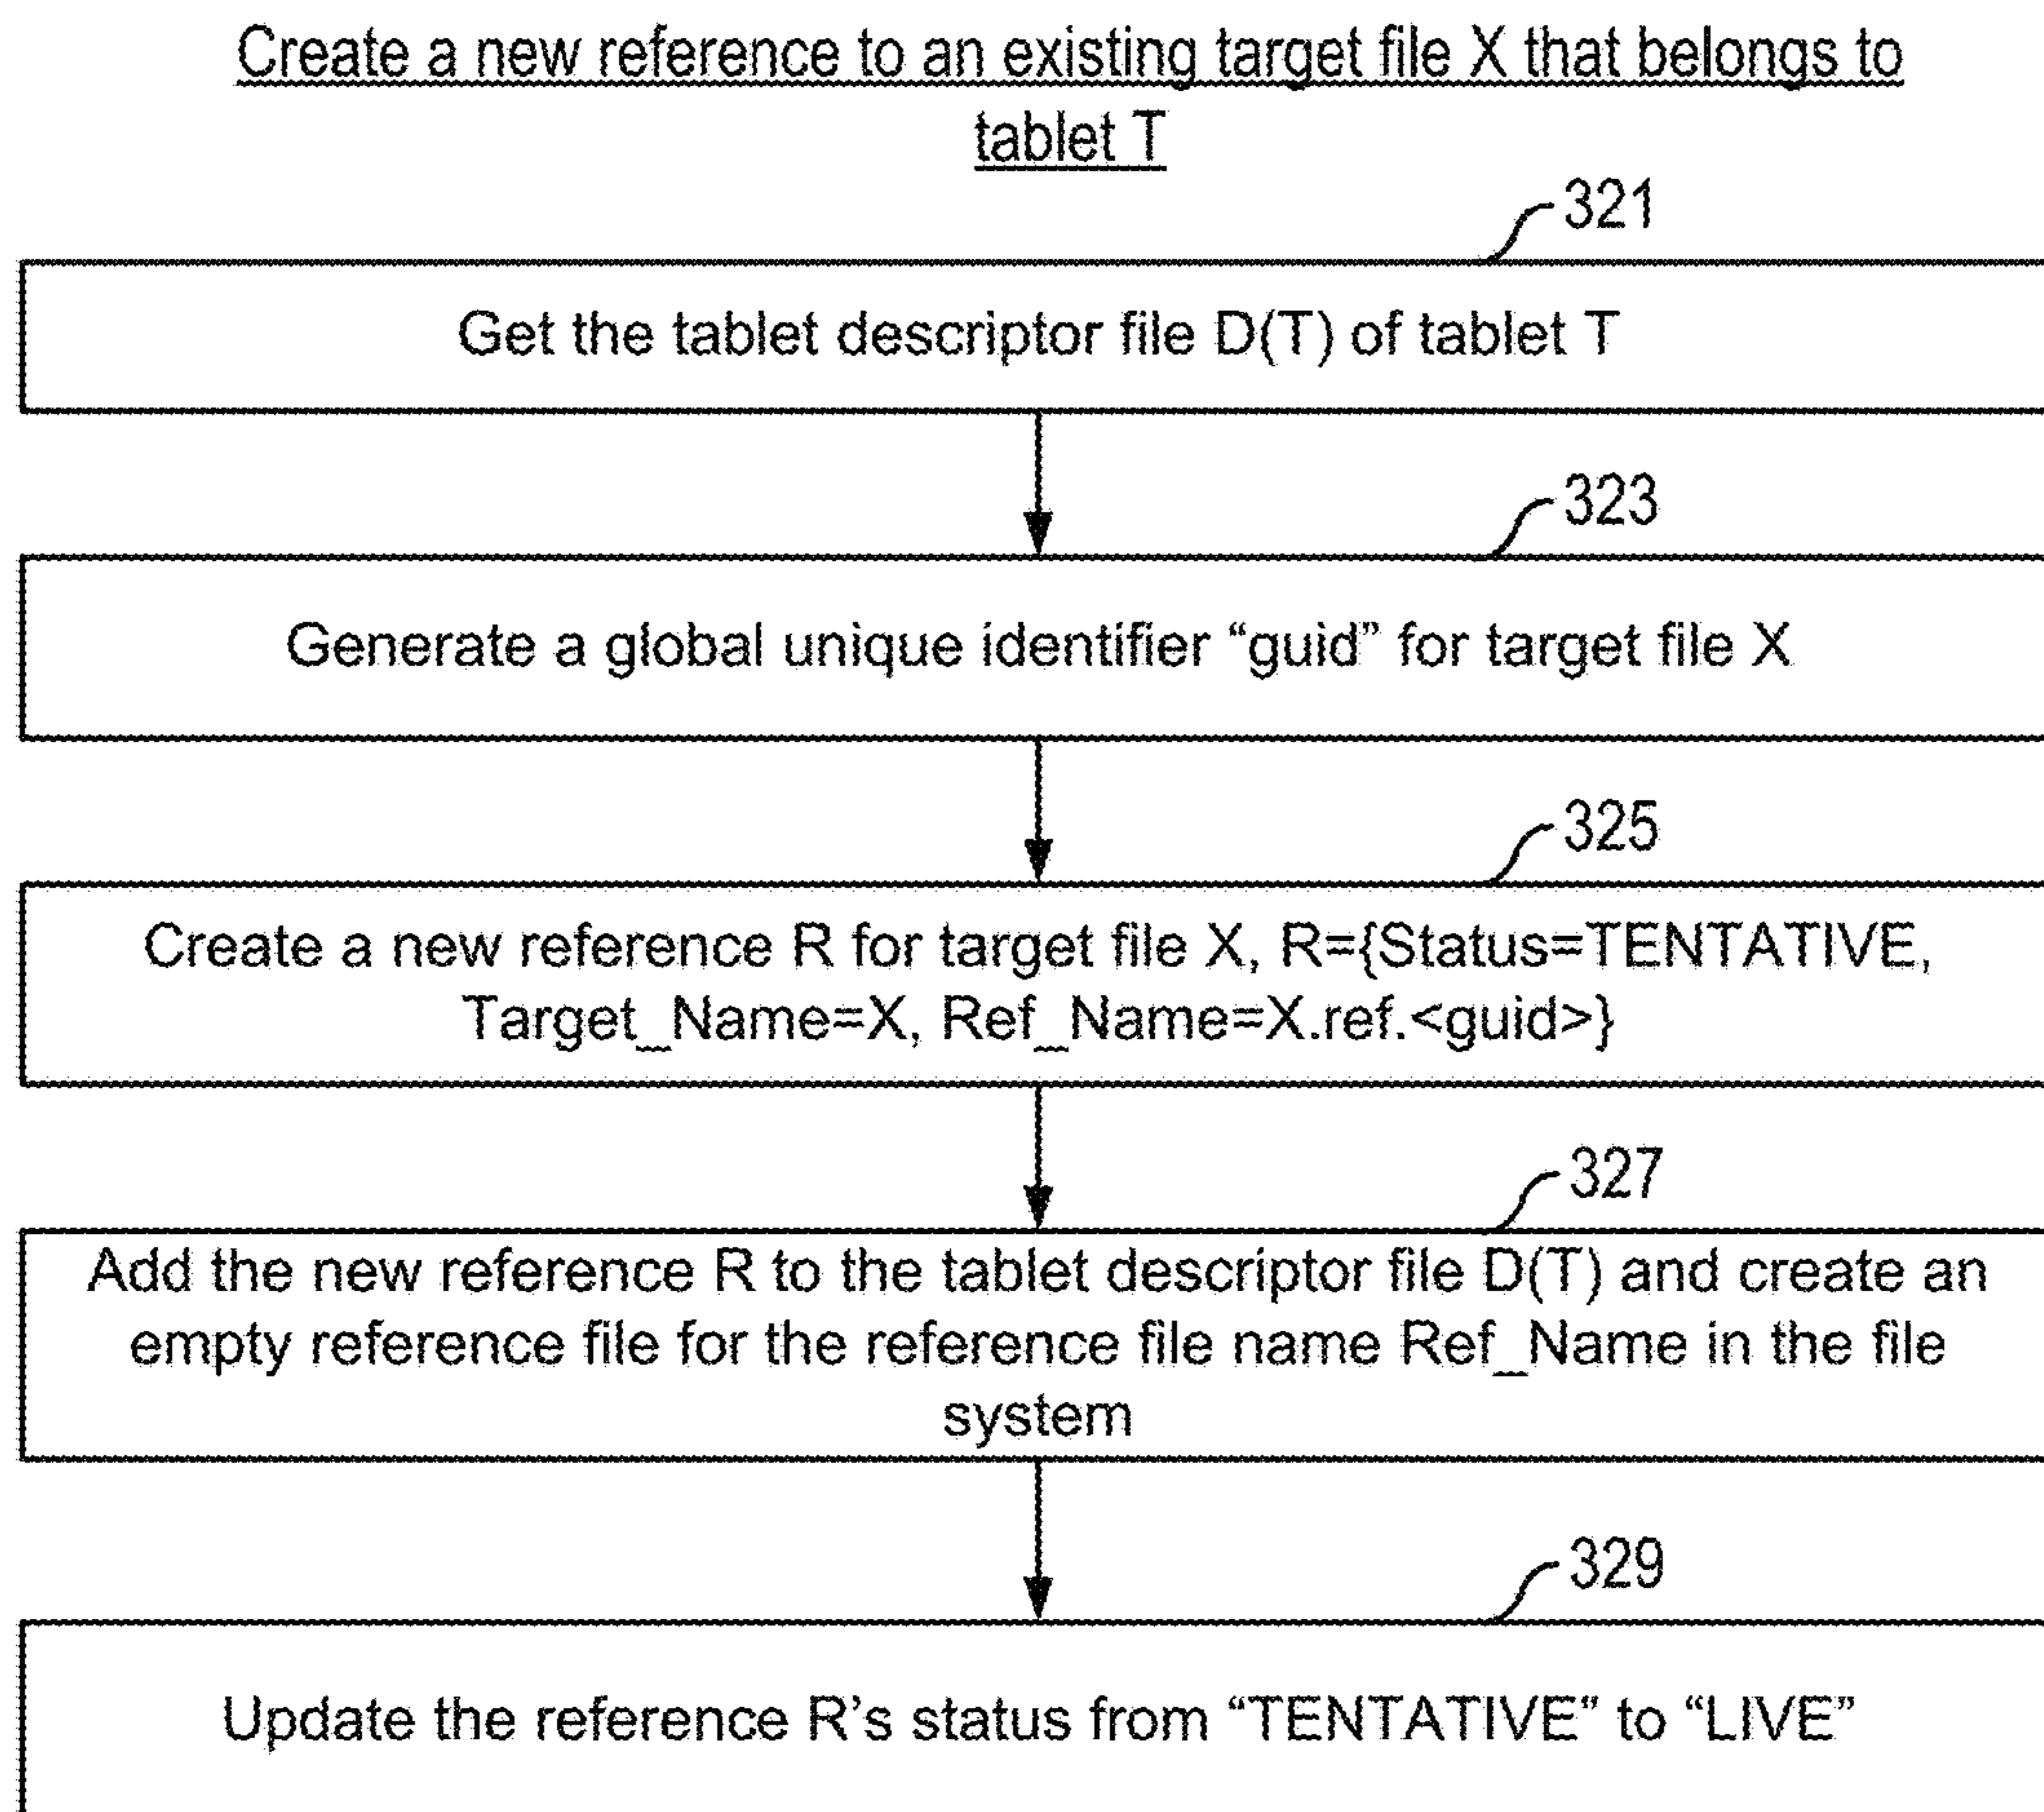 Create a new reference to an existing target file X that belongs to
tablet T
321
Get the tablet descriptor file D(T) of tablet T
323
Generate a global unique identifier “guid” for target file X
325
Create a new reference R for target file X, R={Status=TENTATIVE,
Target_Name=X, Ref_Name=X.ref.<guid>}
327
Add the new reference R to the tablet descriptor file D(T) and create an
empty reference file for the reference file name Ref_Name in the file
system
329
Update the reference R’s status from “TENTATIVE” to “LIVE”